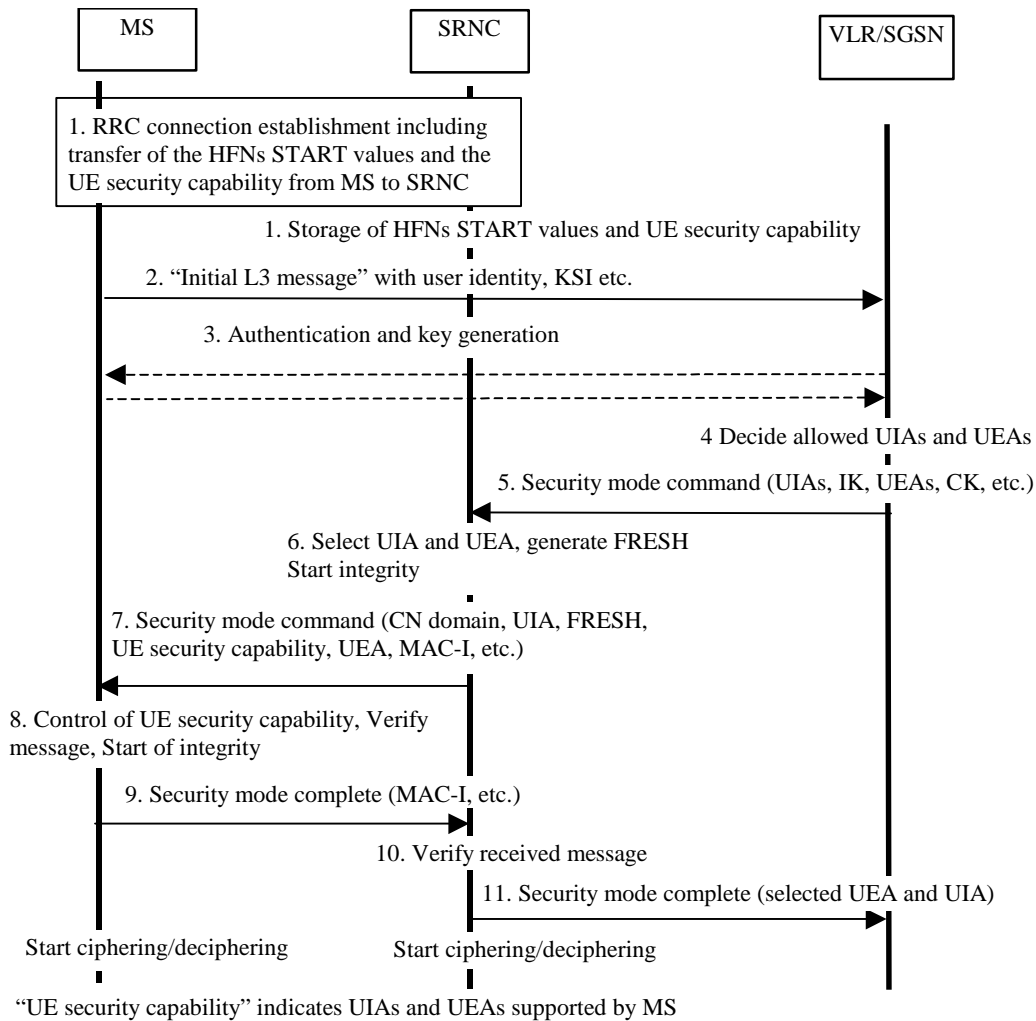 MS
SRNC
VLR/SGSN
1. RRC connection establishment including
transfer of the HFNs START values and the
UE security capability from MS to SRNC
1. Storage of HFNs START values and UE security capability
2. “Initial L3 message” with user identity, KSI etc.
3. Authentication and key generation
4 Decide allowed UIAs and UEAs
5. Security mode command (UIAs, IK, UEAs, CK, etc.)
6. Select UIA and UEA, generate FRESH
Start integrity
7. Security mode command (CN domain, UIA, FRESH,
UE security capability, UEA, MAC-I, etc.)
8. Control of UE security capability, Verify
message, Start of integrity
9. Security mode complete (MAC-I, etc.)
10. Verify received message
11. Security mode complete (selected UEA and UIA)
Start ciphering/deciphering
Start ciphering/deciphering
“UE security capability” indicates UIAs and UEAs supported by MS